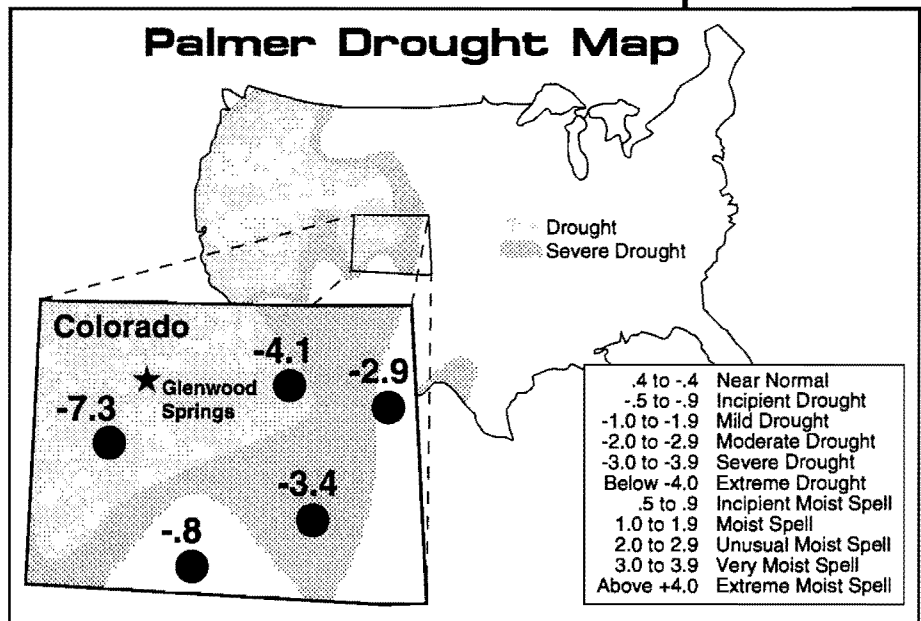 Palmer Drought Map
Drought
Severe Drought
Colorado
-4.1
-2.9
Glenwood
Springs
-7.3
-3.4
-.8
.4 to -.4 Near Normal
-.5 to -.9 Incipient Drought
-1.0 to -1.9 Mild Drought
-2.0 to -2.9 Moderate Drought
-3.0 to -3.9 Severe Drought
Below -4.0 Extreme Drought
.5 to .9 Incipient Moist Spell
1.0 to 1.9 Moist Spell
2.0 to 2.9 Unusual Moist Spell
3.0 to 3.9 Very Moist Spell
Above +4.0 Extreme Moist Spell